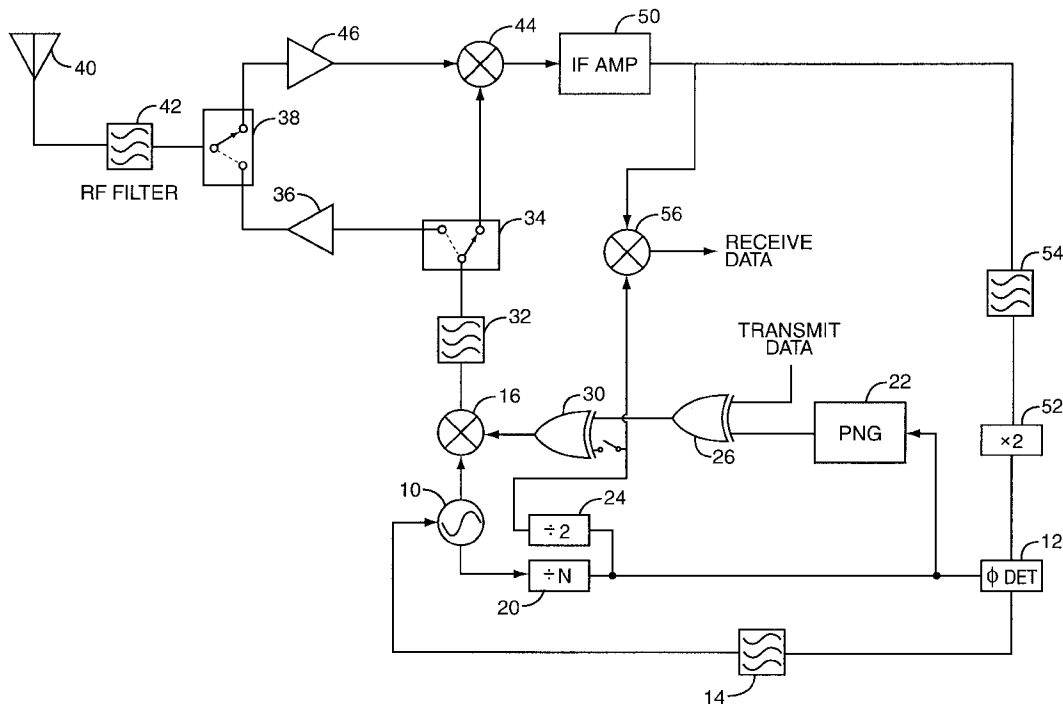 50
46
44
IF AMP
40
42
38
RF FILTER
36
34
56
RECEIVE
DATA
54
32
TRANSMIT
DATA
22
30
16
52
PNG
×2
26
10
24
÷2
12
÷N
ϕ DET
20
14